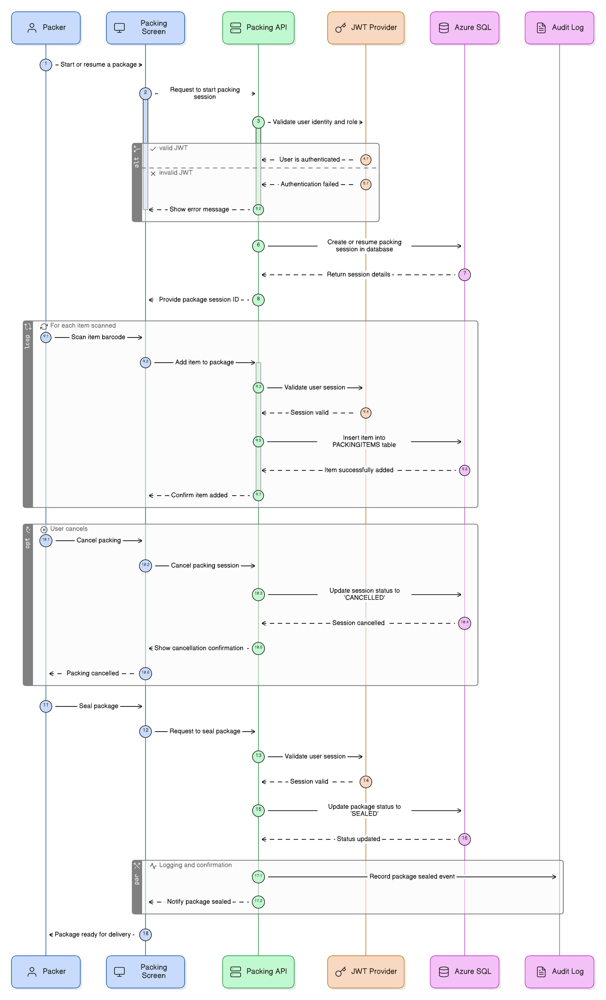 Packer
Packing
Screen
Packing API
JWT Provider
Azure SQL
Audit Log
1
Start or resume a package
2
Request to start packing
session
3
Validate user identity and role
alt
valid JWT
User is authenticated
4.1
invalid JWT
Authentication failed
5.1
Show error message
5.2
6
Create or resume packing
session in database
Return session details
7
Provide package session ID
8
loop
For each item scanned
9.1
Scan item barcode
9.2
Add item to package
9.3
Validate user session
Session valid
9.4
9.5
Insert item into
PACKINGITEMS table
Item successfully added
9.6
Confirm item added
9.7
opt
User cancels
10.1
Cancel packing
10.2
Cancel packing session
10.3
Update session status to
'CANCELLED'
Session cancelled
10.4
Show cancellation confirmation
10.5
Packing cancelled
10.6
11
Seal package
12
Request to seal package
13
Validate user session
Session valid
14
15
Update package status to
'SEALED'
Status updated
16
par
Logging and confirmation
17.1
Record package sealed event
Notify package sealed
17.2
Package ready for delivery
18
Packer
Packing
Screen
Packing API
JWT Provider
Azure SQL
Audit Log